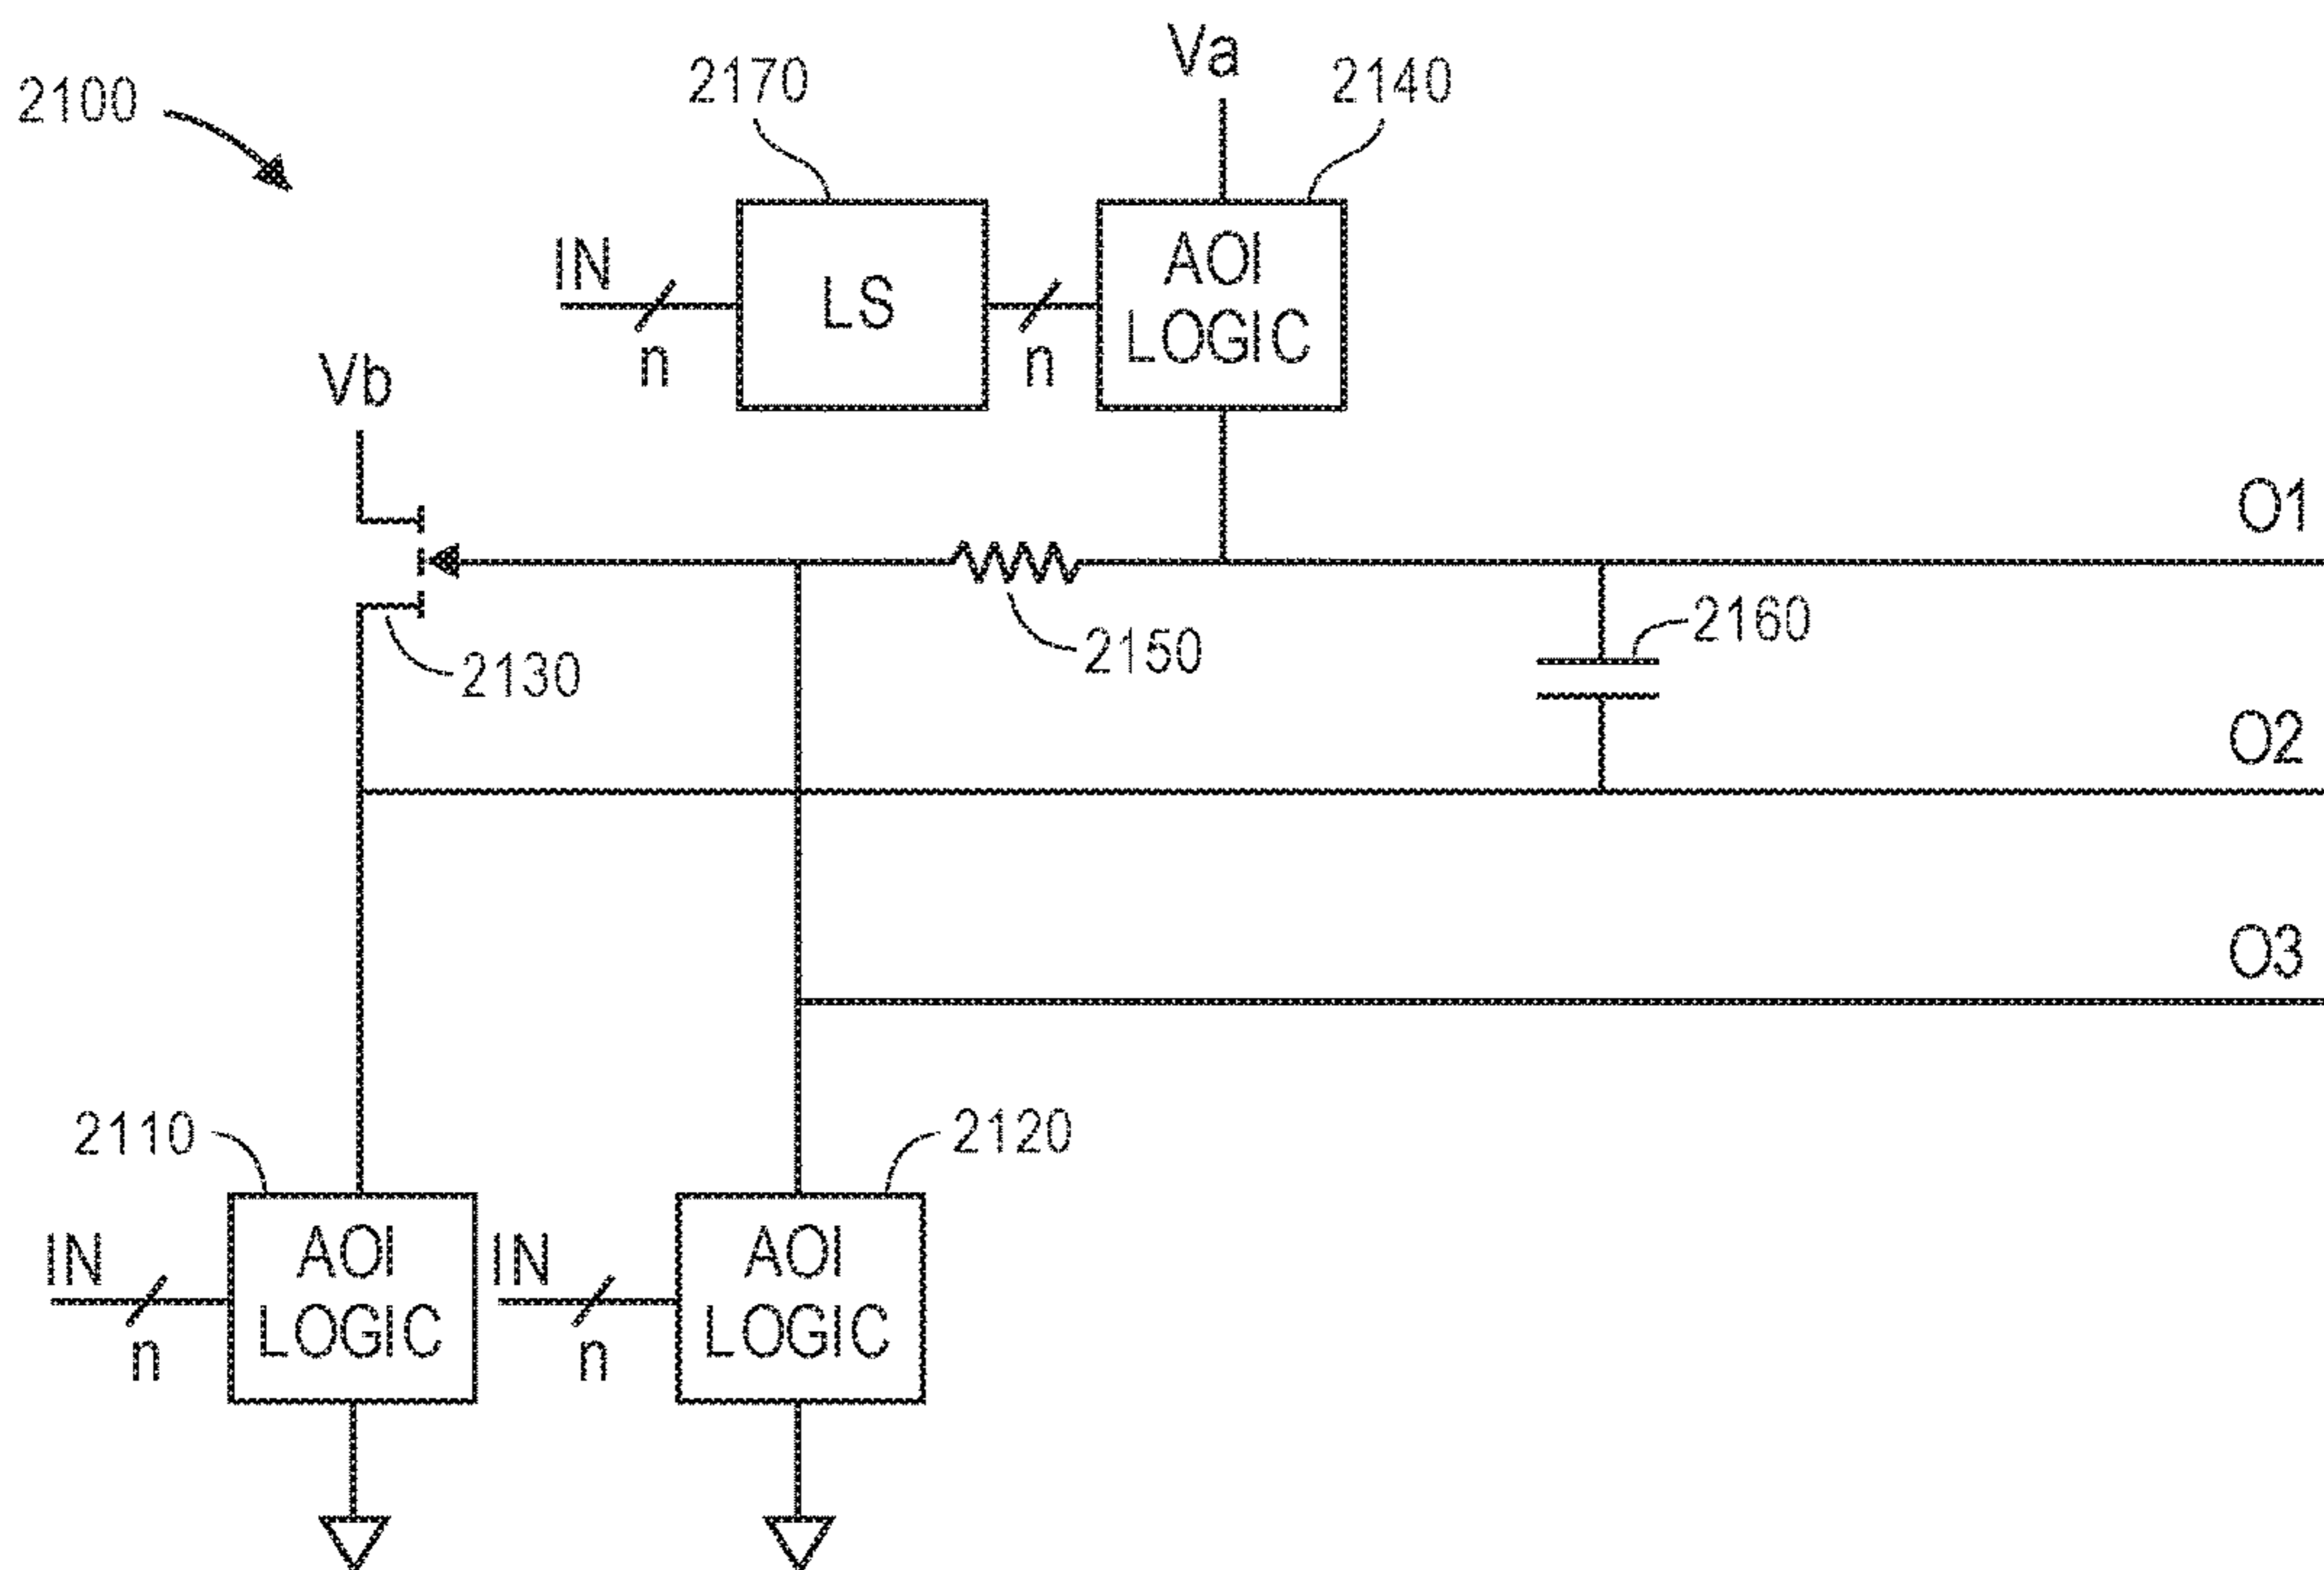 2100
2170
Va
2140
IN
n
LS
n
AOI
LOGIC
Vb
2130
2150
2160
O1
O2
O3
2110
IN
n
AOI
LOGIC
2120
IN
n
AOI
LOGIC